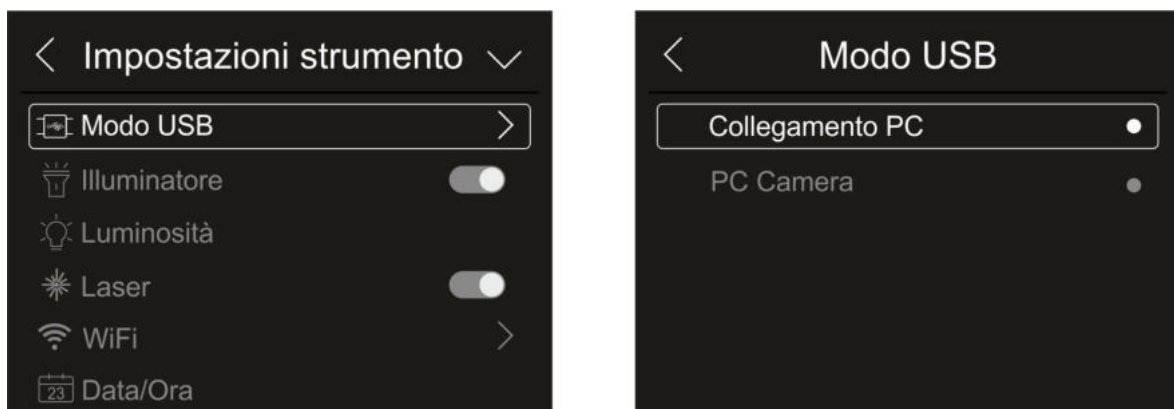 Impostazioni strumento
Modo USB
Illuminatore
Luminosità
Laser
WiFi
23 Data/Ora
Modo USB
Collegamento PC
PC Camera